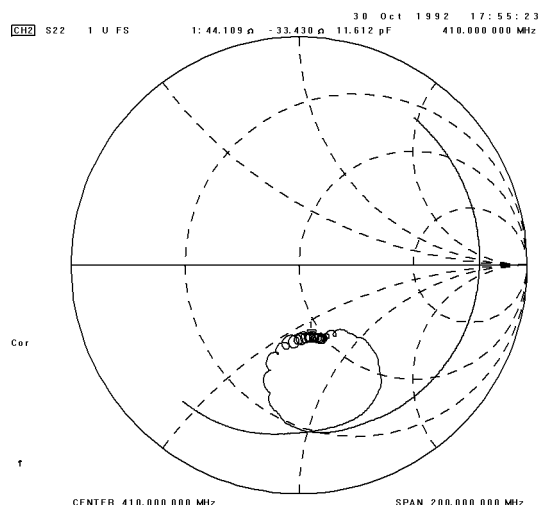 30 Oct 1992 17:55:23
CH2 S22 1 U FS 1: 44.109 Ω -33.430 Ω 11.612 pF 410.000 000 MHz
1
Cor
↑
CENTER 410.000 000 MHz SPAN 200.000 000 MHz